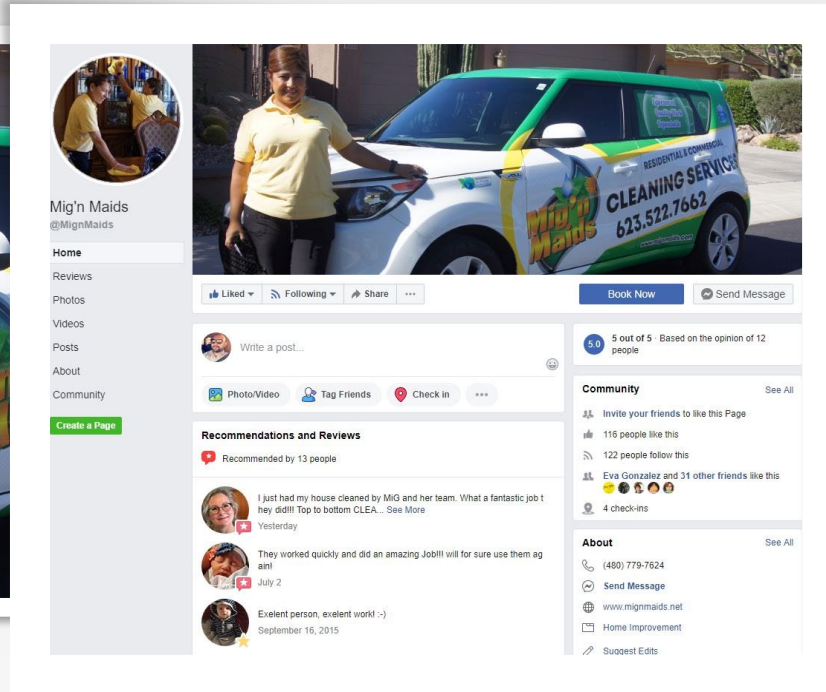 Mig'n Maids
@MignMaids
Home
Reviews
Photos
Videos
Posts
About
Community
Create a Page
RESIDENTIAL & COMMERCIAL
CLEANING SERVICES
623.522.7662
www.mignmaids.com
Mig'n
Maids
Liked
Following
Share
Book Now
Send Message
Write a post...
Photo/Video
Tag Friends
Check in
Recommendations and Reviews
Recommended by 13 people
I just had my house cleaned by MiG and her team. What a fantastic job t
hey did!!! Top to bottom CLEA... See More
Yesterday
They worked quickly and did an amazing Job!!! will for sure use them ag
ain!
July 2
Exelent person, exelent work! :-)
September 16, 2015
5.0
5 out of 5 · Based on the opinion of 12
people
Community
See All
Invite your friends to like this Page
116 people like this
122 people follow this
Eva Gonzalez and 31 other friends like this
4 check-ins
About
See All
(480) 779-7624
Send Message
www.mignmaids.net
Home Improvement
Suggest Edits